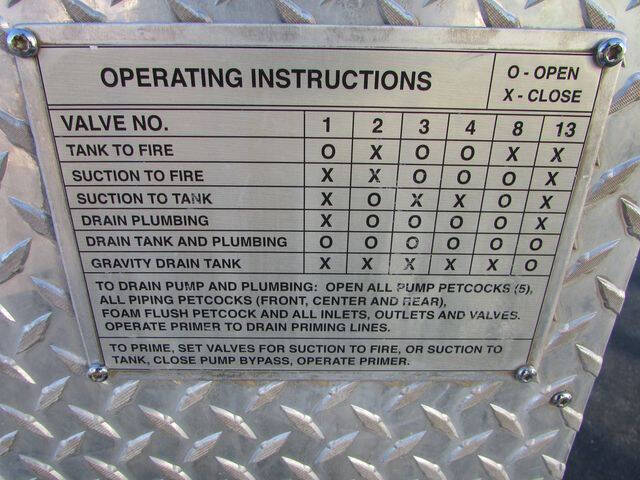 OPERATING INSTRUCTIONS
O - OPEN
X - CLOSE
VALVE NO. 1 2 3 4 8 13
TANK TO FIRE O X O O X X
SUCTION TO FIRE X X O O O X
SUCTION TO TANK X O X X O X
DRAIN PLUMBING X O O O O X
DRAIN TANK AND PLUMBING O O O O O O
GRAVITY DRAIN TANK X X X X X O
TO DRAIN PUMP AND PLUMBING: OPEN ALL PUMP PETCOCKS (5),
ALL PIPING PETCOCKS (FRONT, CENTER AND REAR),
FOAM FLUSH PETCOCK AND ALL INLETS, OUTLETS AND VALVES.
OPERATE PRIMER TO DRAIN PRIMING LINES.
TO PRIME, SET VALVES FOR SUCTION TO FIRE, OR SUCTION TO
TANK, CLOSE PUMP BYPASS, OPERATE PRIMER.